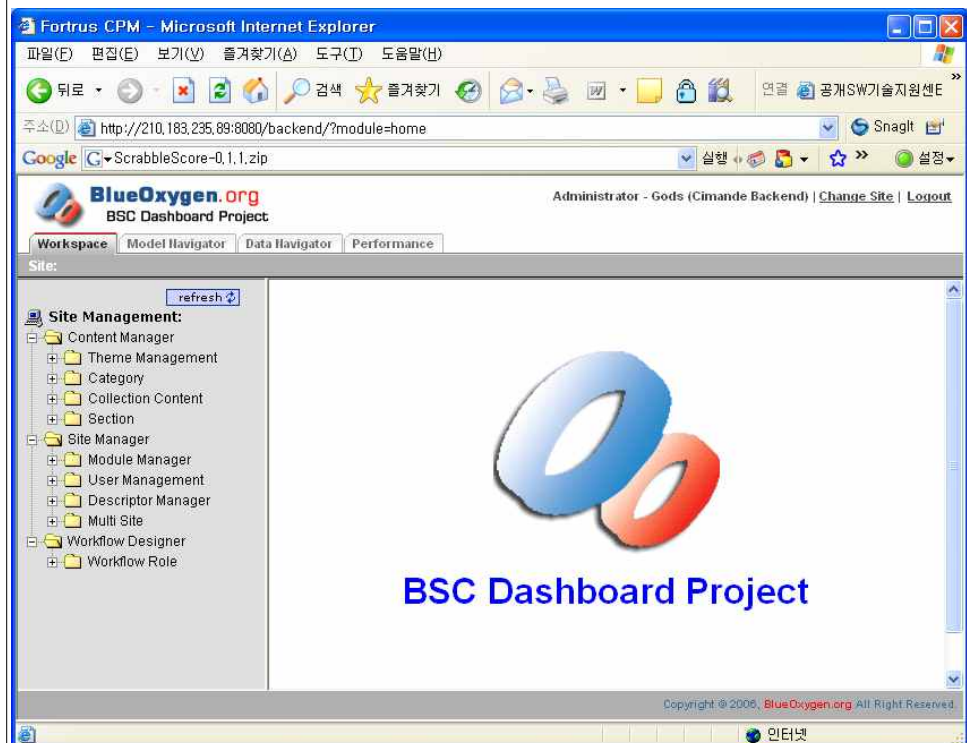 Fortrus CPM - Microsoft Internet Explorer
파일(F) 편집(E) 보기(V) 즐겨찾기(A) 도구(T) 도움말(H)
뒤로 검색 즐겨찾기 연결 공개SW기술지원센E »
주소(D) http://210.183.235.89:8080/backend/?module=home SnagIt
Google G ScrabbleScore-0.1.1.zip 실행 » 설정
BlueOxygen.org
BSC Dashboard Project
Administrator - Gods (Cimande Backend) | Change Site | Logout
Workspace Model Navigator Data Navigator Performance
Site:
refresh
Site Management:
Content Manager
Theme Management
Category
Collection Content
Section
Site Manager
Module Manager
User Management
Descriptor Manager
Multi Site
Workflow Designer
Workflow Role
BSC Dashboard Project
Copyright © 2006, BlueOxygen.org All Right Reserved.
인터넷